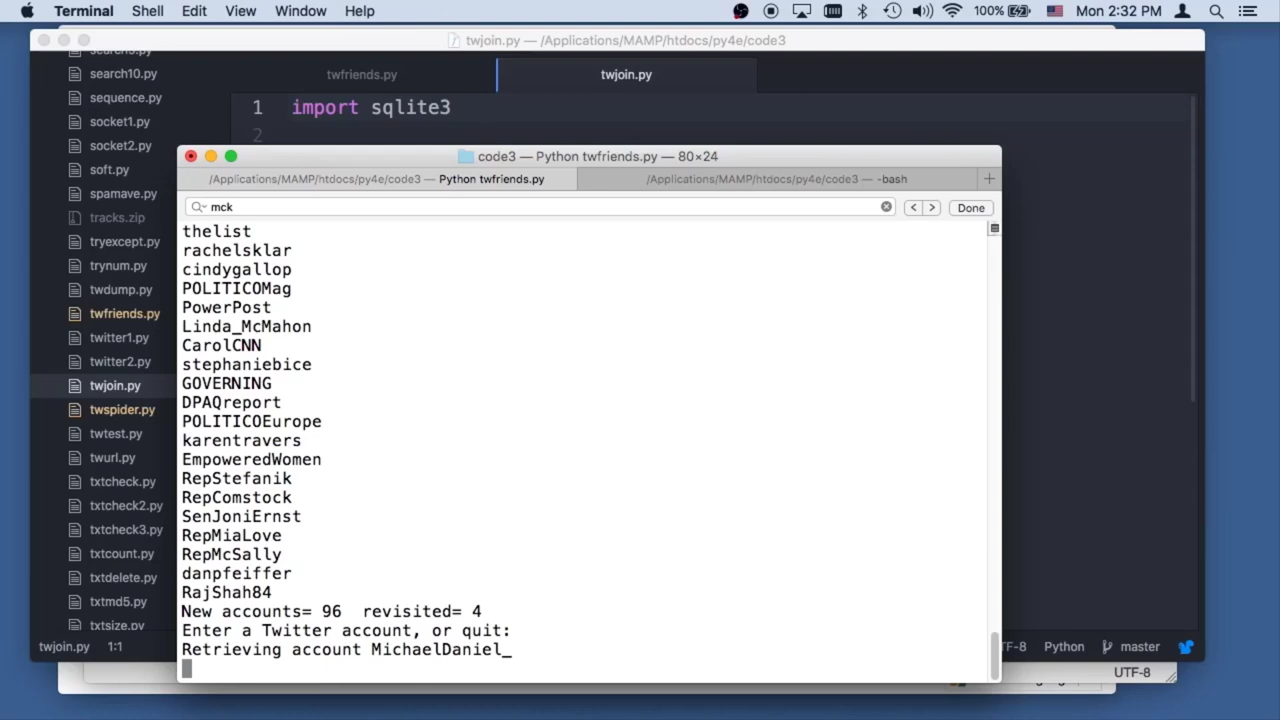 Terminal Shell Edit View Window Help 100% Mon 2:32 PM
twjoin.py — /Applications/MAMP/htdocs/py4e/code3
search10.py
sequence.py
socket1.py
socket2.py
soft.py
spamave.py
tracks.zip
tryexcept.py
trynum.py
twdump.py
twfriends.py
twitter1.py
twitter2.py
twjoin.py
twspider.py
twtest.py
twurl.py
txtcheck.py
txtcheck2.py
txtcheck3.py
txtcount.py
txtdelete.py
txtmd5.py
txtsize.py
twfriends.py twjoin.py
1 import sqlite3
2
code3 — Python twfriends.py — 80×24
/Applications/MAMP/htdocs/py4e/code3 — Python twfriends.py /Applications/MAMP/htdocs/py4e/code3 — -bash
mck < > Done
thelist
rachelsklar
cindygallop
POLITICOMag
PowerPost
Linda_McMahon
CarolCNN
stephaniebice
GOVERNING
DPAQreport
POLITICOEurope
karentravers
EmpoweredWomen
RepStefanik
RepComstock
SenJoniErnst
RepMiaLove
RepMcSally
danpfeiffer
RajShah84
New accounts= 96 revisited= 4
Enter a Twitter account, or quit:
Retrieving account MichaelDaniel_
twjoin.py 1:1 TF-8 Python master
UTF-8